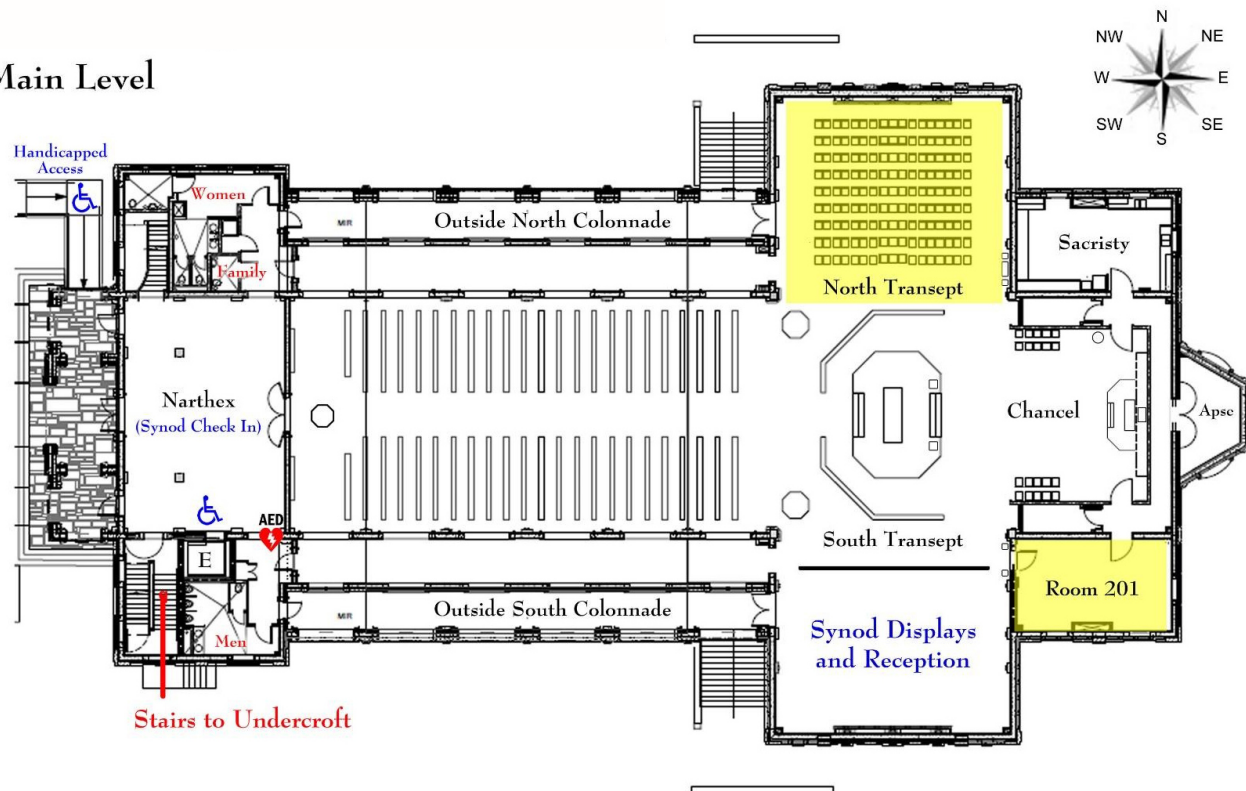 Main Level
N
NW
NE
W
E
SW
SE
S
Handicapped
Access
Women
Family
MIR
Outside North Colonnade
North Transept
Sacristy
Narthex
(Synod Check In)
Chancel
Apse
AED
E
South Transept
Room 201
MIR
Outside South Colonnade
Men
Synod Displays
and Reception
Stairs to Undercroft